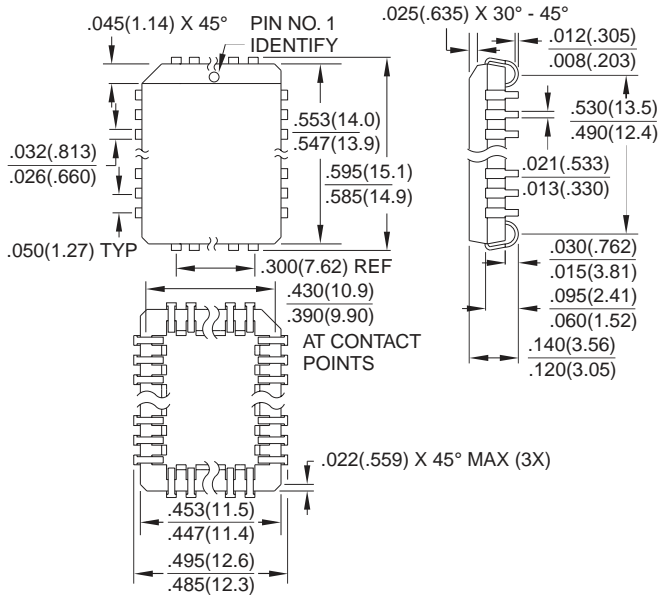 .045(1.14) X 45°
PIN NO. 1
IDENTIFY
.025(.635) X 30° - 45°
.012(.305)
.008(.203)
.553(14.0)
.547(13.9)
.530(13.5)
.490(12.4)
.032(.813)
.026(.660)
.595(15.1)
.585(14.9)
.021(.533)
.013(.330)
.050(1.27) TYP
.300(7.62) REF
.030(.762)
.015(3.81)
.430(10.9)
.390(9.90)
AT CONTACT
POINTS
.095(2.41)
.060(1.52)
.140(3.56)
.120(3.05)
.022(.559) X 45° MAX (3X)
.453(11.5)
.447(11.4)
.495(12.6)
.485(12.3)